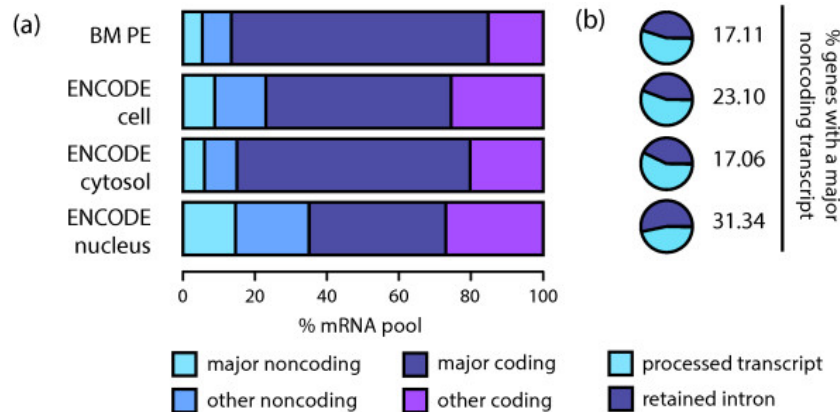 (a)
BM PE
ENCODE
cell
ENCODE
cytosol
ENCODE
nucleus
0 20 40 60 80 100
% mRNA pool
(b)
17.11
23.10
17.06
31.34
% genes with a major
noncoding transcript
major noncoding
major coding
processed transcript
other noncoding
other coding
retained intron